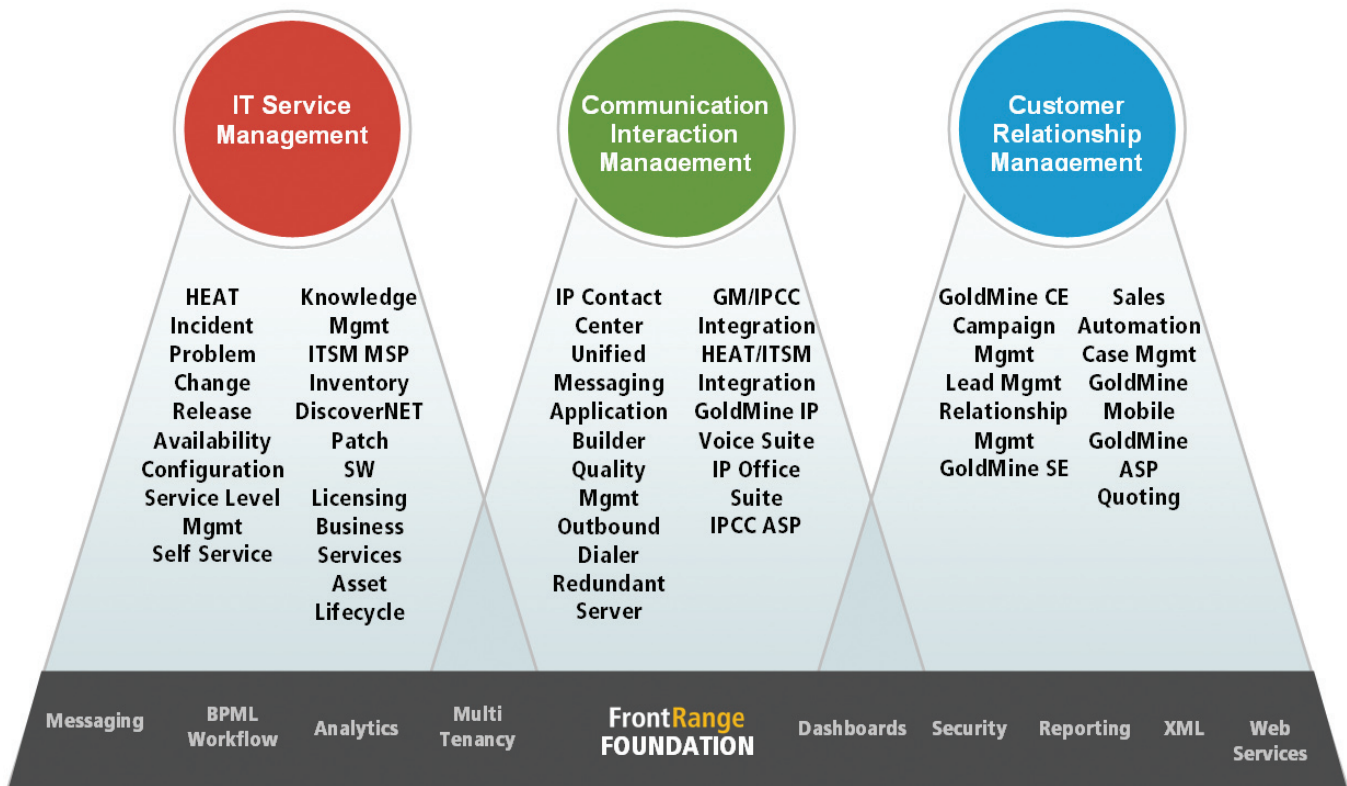 IT Service
Management
Communication
Interaction
Management
Customer
Relationship
Management
HEAT
Incident
Problem
Change
Release
Availability
Configuration
Service Level
Mgmt
Self Service
Knowledge
Mgmt
ITSM MSP
Inventory
DiscoverNET
Patch
SW
Licensing
Business
Services
Asset
Lifecycle
IP Contact
Center
Unified
Messaging
Application
Builder
Quality
Mgmt
Outbound
Dialer
Redundant
Server
GM/IPCC
Integration
HEAT/ITSM
Integration
GoldMine IP
Voice Suite
IP Office
Suite
IPCC ASP
GoldMine CE
Campaign
Mgmt
Lead Mgmt
Relationship
Mgmt
GoldMine SE
Sales
Automation
Case Mgmt
GoldMine
Mobile
GoldMine
ASP
Quoting
Messaging
BPML
Workflow
Analytics
Multi
Tenancy
FrontRange
FOUNDATION
Dashboards
Security
Reporting
XML
Web
Services